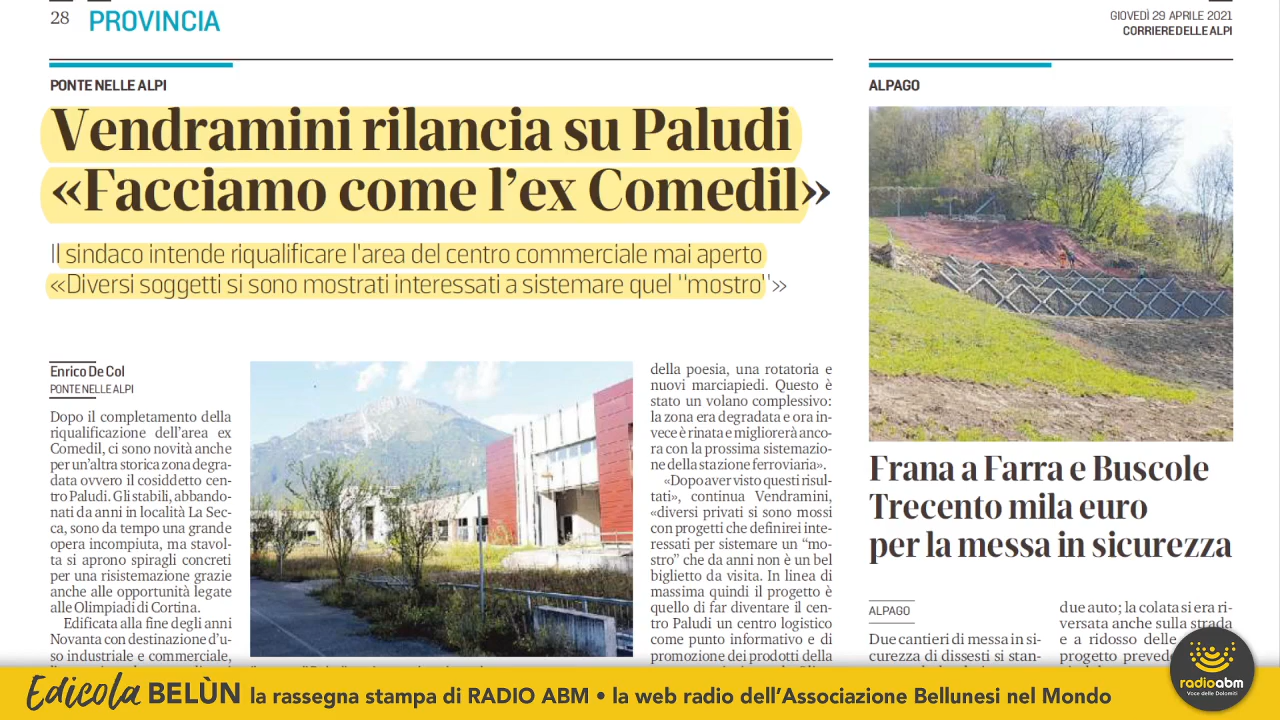 28 PROVINCIA
GIOVEDÌ 29 APRILE 2021
CORRIERE DELLE ALPI
PONTE NELLE ALPI
Vendramini rilancia su Paludi
«Facciamo come l'ex Comedil»
Il sindaco intende riqualificare l'area del centro commerciale mai aperto
«Diversi soggetti si sono mostrati interessati a sistemare quel "mostro"»
Enrico De Col
PONTE NELLE ALPI
Dopo il completamento della
riqualificazione dell'area ex
Comedil, ci sono novità anche
per un'altra storica zona degra-
data ovvero il cosiddetto cen-
tro Paludi. Gli stabili, abbando-
nati da anni in località La Sec-
ca, sono da tempo una grande
opera incompiuta, ma stavol-
ta si aprono spiragli concreti
per una risistemazione grazie
anche alle opportunità legate
alle Olimpiadi di Cortina.
Edificata alla fine degli anni
Novanta con destinazione d'u-
so industriale e commerciale,
della poesia, una rotatoria e
nuovi marciapiedi. Questo è
stato un volano complessivo:
la zona era degradata e ora in-
vece è rinata e migliorerà anco-
ra con la prossima sistemazio-
ne della stazione ferroviaria».
«Dopo aver visto questi risul-
tati», continua Vendramini,
«diversi privati si sono mossi
con progetti che definirei inte-
ressati per sistemare un “mo-
stro” che da anni non è un bel
biglietto da visita. In linea di
massima quindi il progetto è
quello di far diventare il cen-
tro Paludi un centro logistico
come punto informativo e di
promozione dei prodotti della
ALPAGO
Frana a Farra e Buscole
Trecento mila euro
per la messa in sicurezza
ALPAGO
Due cantieri di messa in si-
curezza di dissesti si stan-
due auto; la colata si era ri-
versata anche sulla strada
e a ridosso delle
progetto prevede
Edicola BELÙN la rassegna stampa di RADIO ABM • la web radio dell'Associazione Bellunesi nel Mondo
radioabm
Voce delle Dolomiti